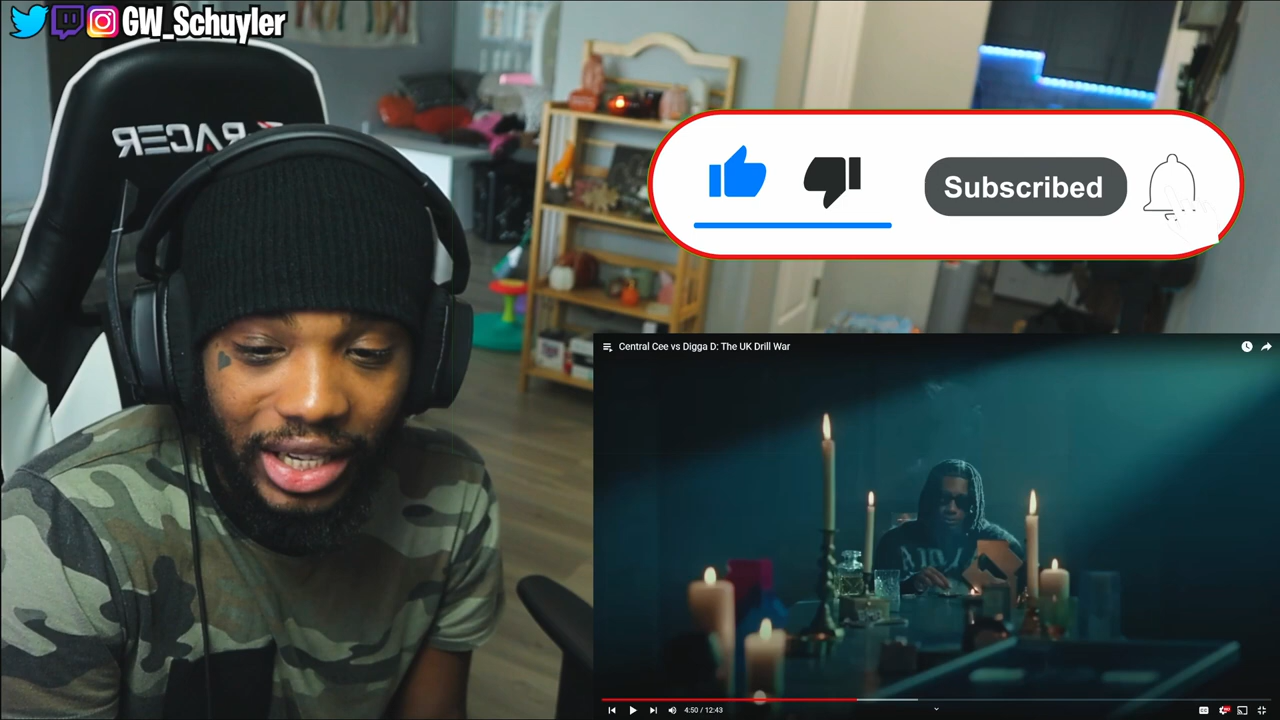 GW_Schuyler
RACER
Subscribed
Central Cee vs Digga D: The UK Drill War
4:50 / 12:43